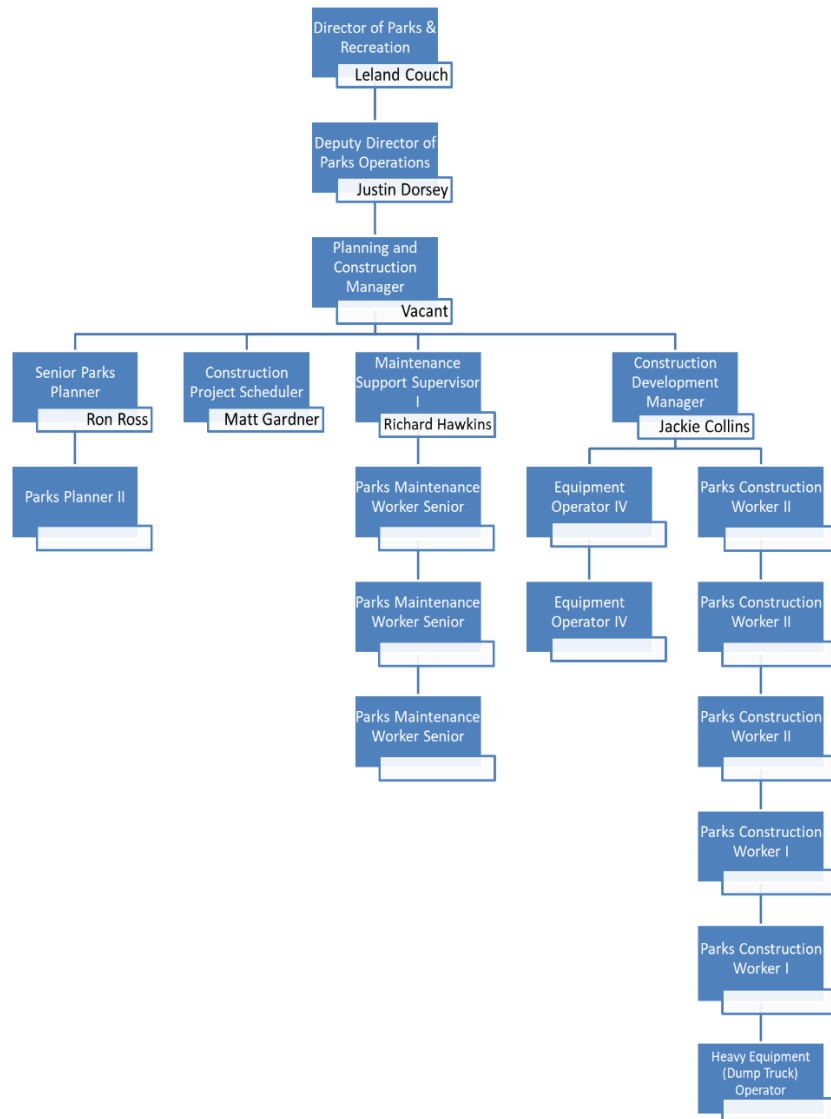 Director of Parks &
Recreation
Leland Couch
Deputy Director of
Parks Operations
Justin Dorsey
Planning and
Construction
Manager
Vacant
Senior Parks
Planner
Ron Ross
Construction
Project Scheduler
Matt Gardner
Maintenance
Support Supervisor
I
Richard Hawkins
Construction
Development
Manager
Jackie Collins
Parks Planner II
Parks Maintenance
Worker Senior
Equipment
Operator IV
Parks Construction
Worker II
Parks Maintenance
Worker Senior
Equipment
Operator IV
Parks Construction
Worker II
Parks Maintenance
Worker Senior
Parks Construction
Worker II
Parks Construction
Worker I
Parks Construction
Worker I
Heavy Equipment
(Dump Truck)
Operator